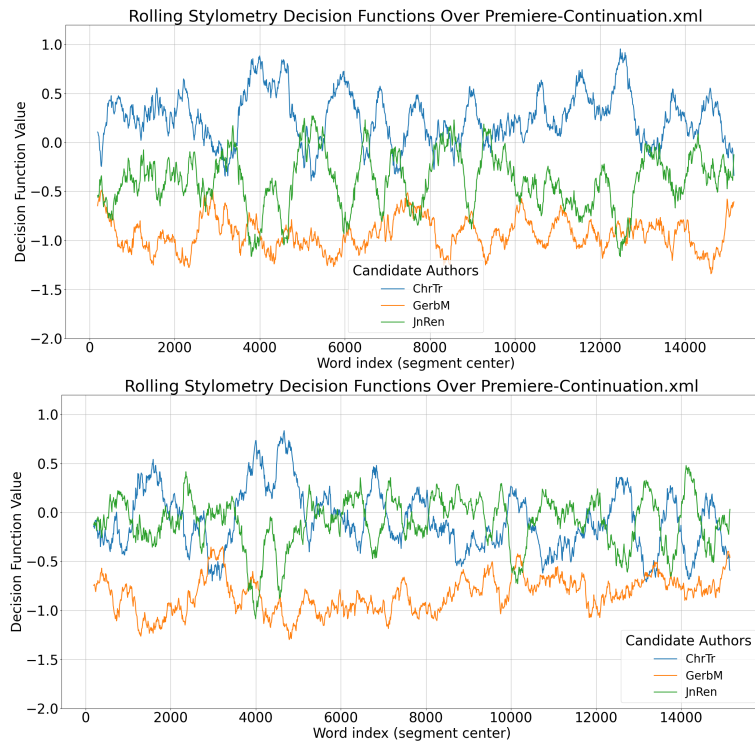 Rolling Stylometry Decision Functions Over Premiere-Continuation.xml
Decision Function Value
1.0
0.5
0.0
−0.5
−1.0
−1.5
−2.0
Candidate Authors
ChrTr
GerbM
JnRen
0 2000 4000 6000 8000 10000 12000 14000
Word index (segment center)
Rolling Stylometry Decision Functions Over Premiere-Continuation.xml
Decision Function Value
1.0
0.5
0.0
−0.5
−1.0
−1.5
−2.0
Candidate Authors
ChrTr
GerbM
JnRen
0 2000 4000 6000 8000 10000 12000 14000
Word index (segment center)